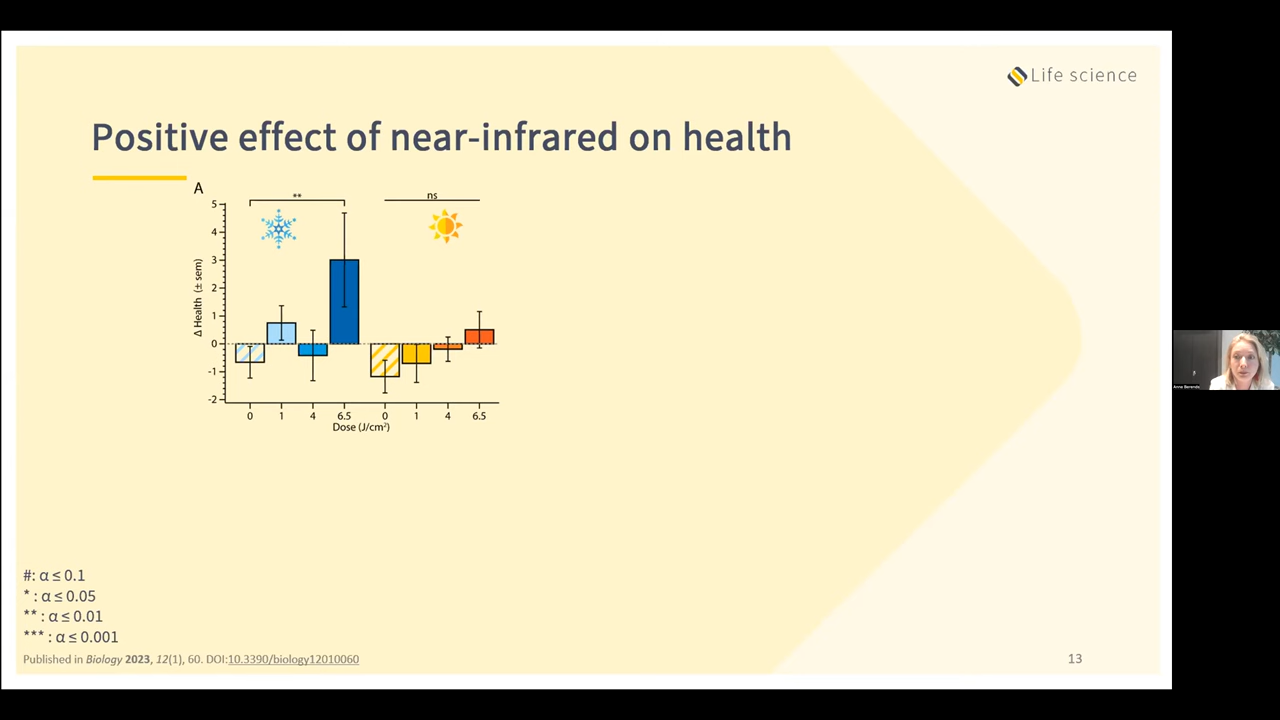 Life science
Positive effect of near-infrared on health
A
** ns
5
4
3
2
1
0
-1
-2
Δ Health (± sem)
0 1 4 6.5 0 1 4 6.5
Dose (J/cm²)
#: α ≤ 0.1
* : α ≤ 0.05
** : α ≤ 0.01
*** : α ≤ 0.001
Published in Biology 2023, 12(1), 60. DOI:10.3390/biology12010060
13
Anne Berends